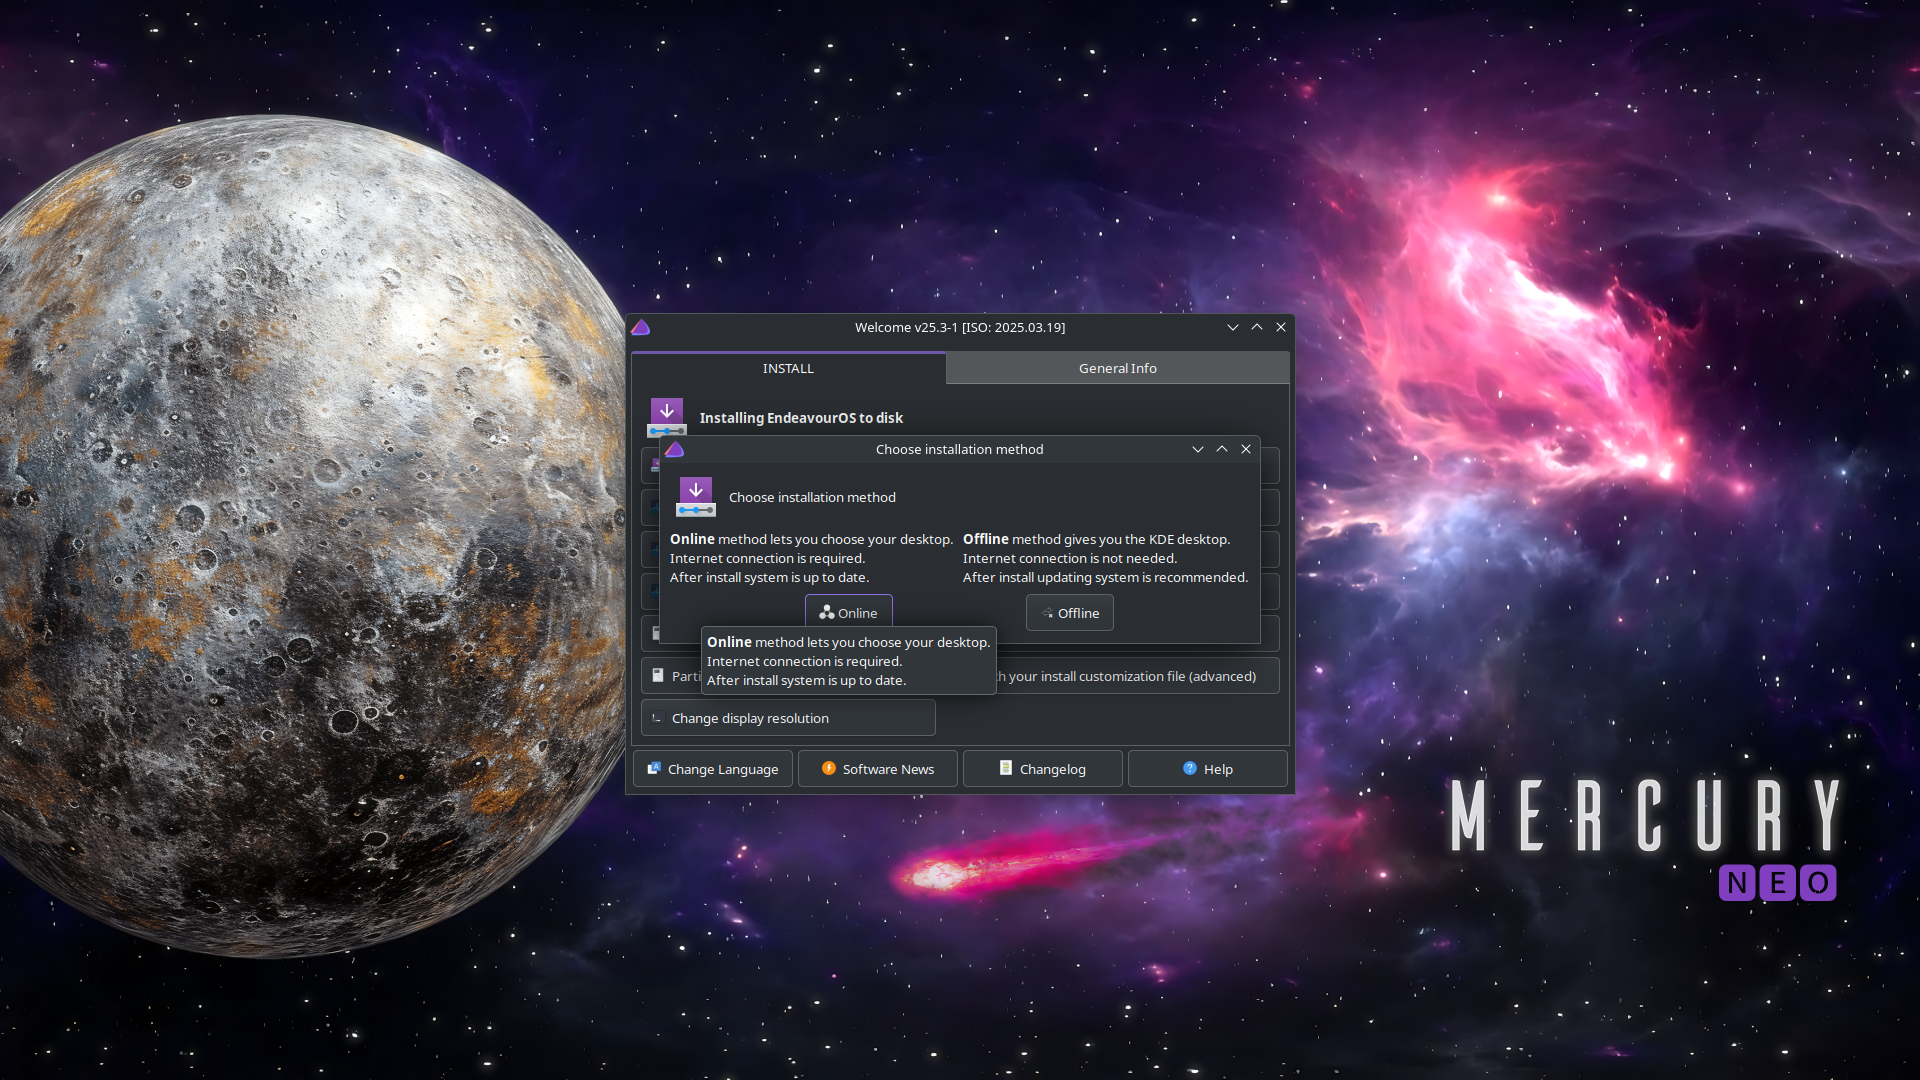 Welcome v25.3-1 [ISO: 2025.03.19]
INSTALL
General Info
Installing EndeavourOS to disk
Choose installation method
Choose installation method
Online method lets you choose your desktop.
Internet connection is required.
After install system is up to date.
Offline method gives you the KDE desktop.
Internet connection is not needed.
After install updating system is recommended.
Online
Offline
Online method lets you choose your desktop.
Internet connection is required.
After install system is up to date.
your install customization file (advanced)
Change display resolution
Change Language
Software News
Changelog
Help
MERCURY
NEO